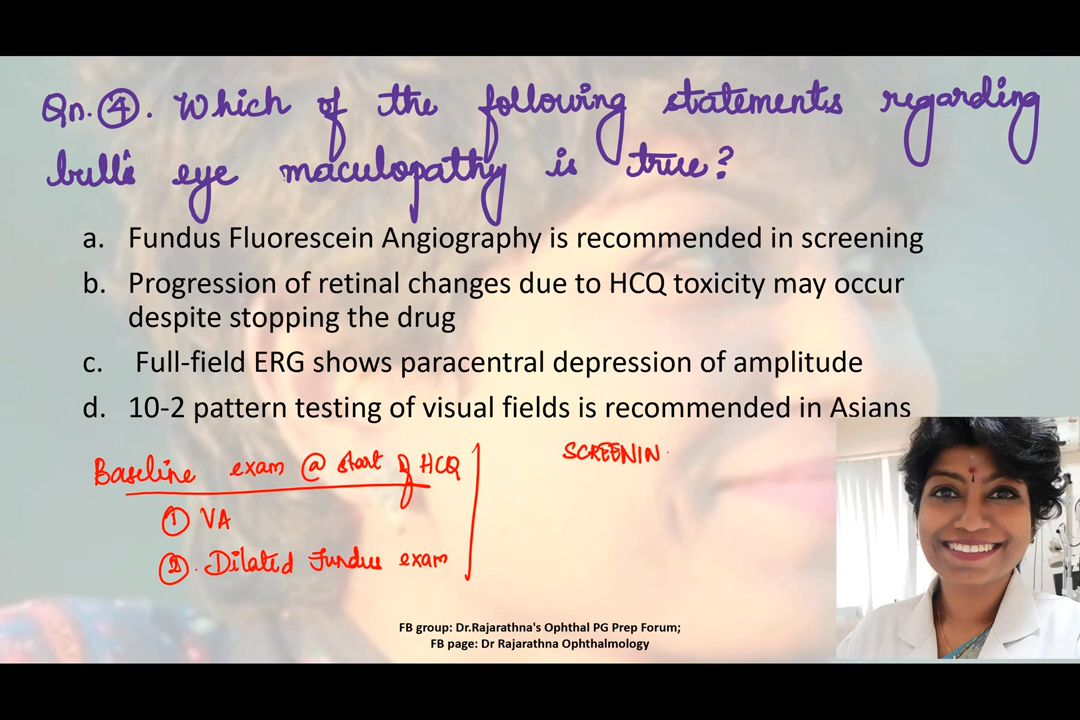 Qn. ④. Which of the following statements regarding
bull's eye maculopathy is true?
a. Fundus Fluorescein Angiography is recommended in screening
b. Progression of retinal changes due to HCQ toxicity may occur
despite stopping the drug
c. Full-field ERG shows paracentral depression of amplitude
d. 10-2 pattern testing of visual fields is recommended in Asians
Baseline exam @ start of HCQ
① VA
②. Dilated fundus exam
SCREENIN
FB group: Dr.Rajarathna's Ophthal PG Prep Forum;
FB page: Dr Rajarathna Ophthalmology